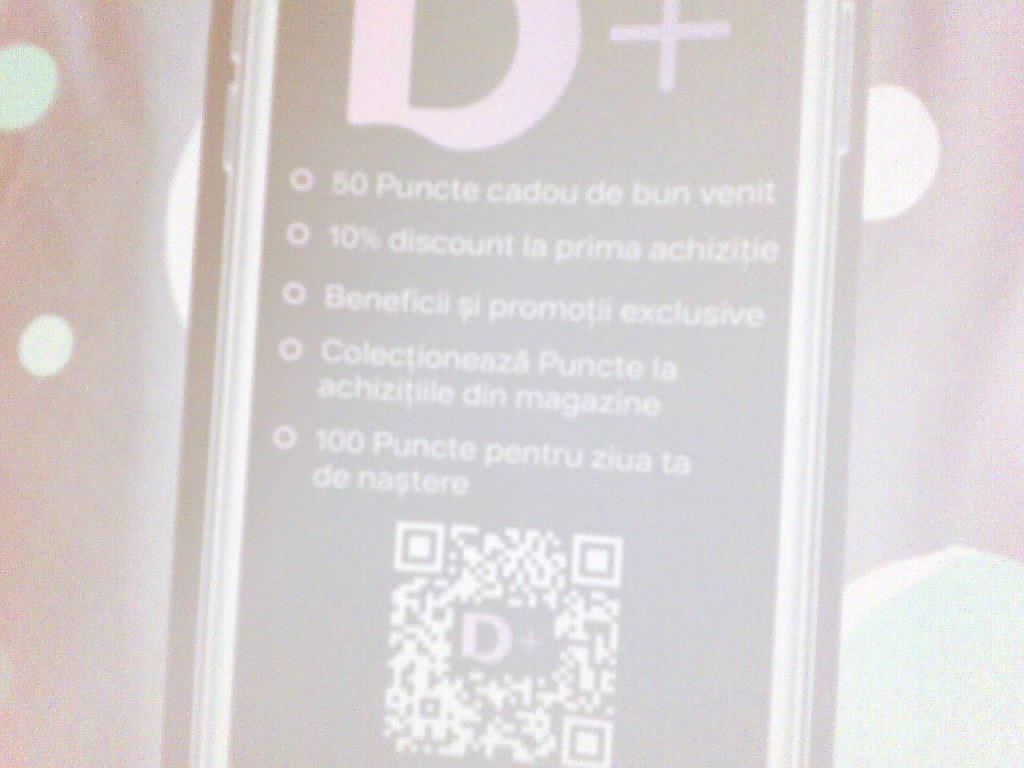 D+
50 Puncte cadou de bun venit
10% discount la prima achiziție
Beneficii și promoții exclusive
Colecționează Puncte la
achizițiile din magazine
100 Puncte pentru ziua ta
de naștere
D+